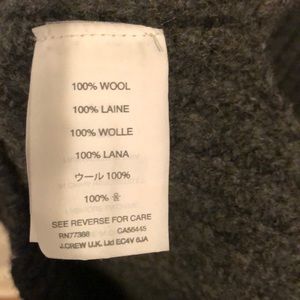 100% WOOL
100% LAINE
100% WOLLE
100% LANA
ウール 100%
100% 울
SEE REVERSE FOR CARE
RN77388 CA56445
J.CREW U.K. Ltd EC4V 6JA